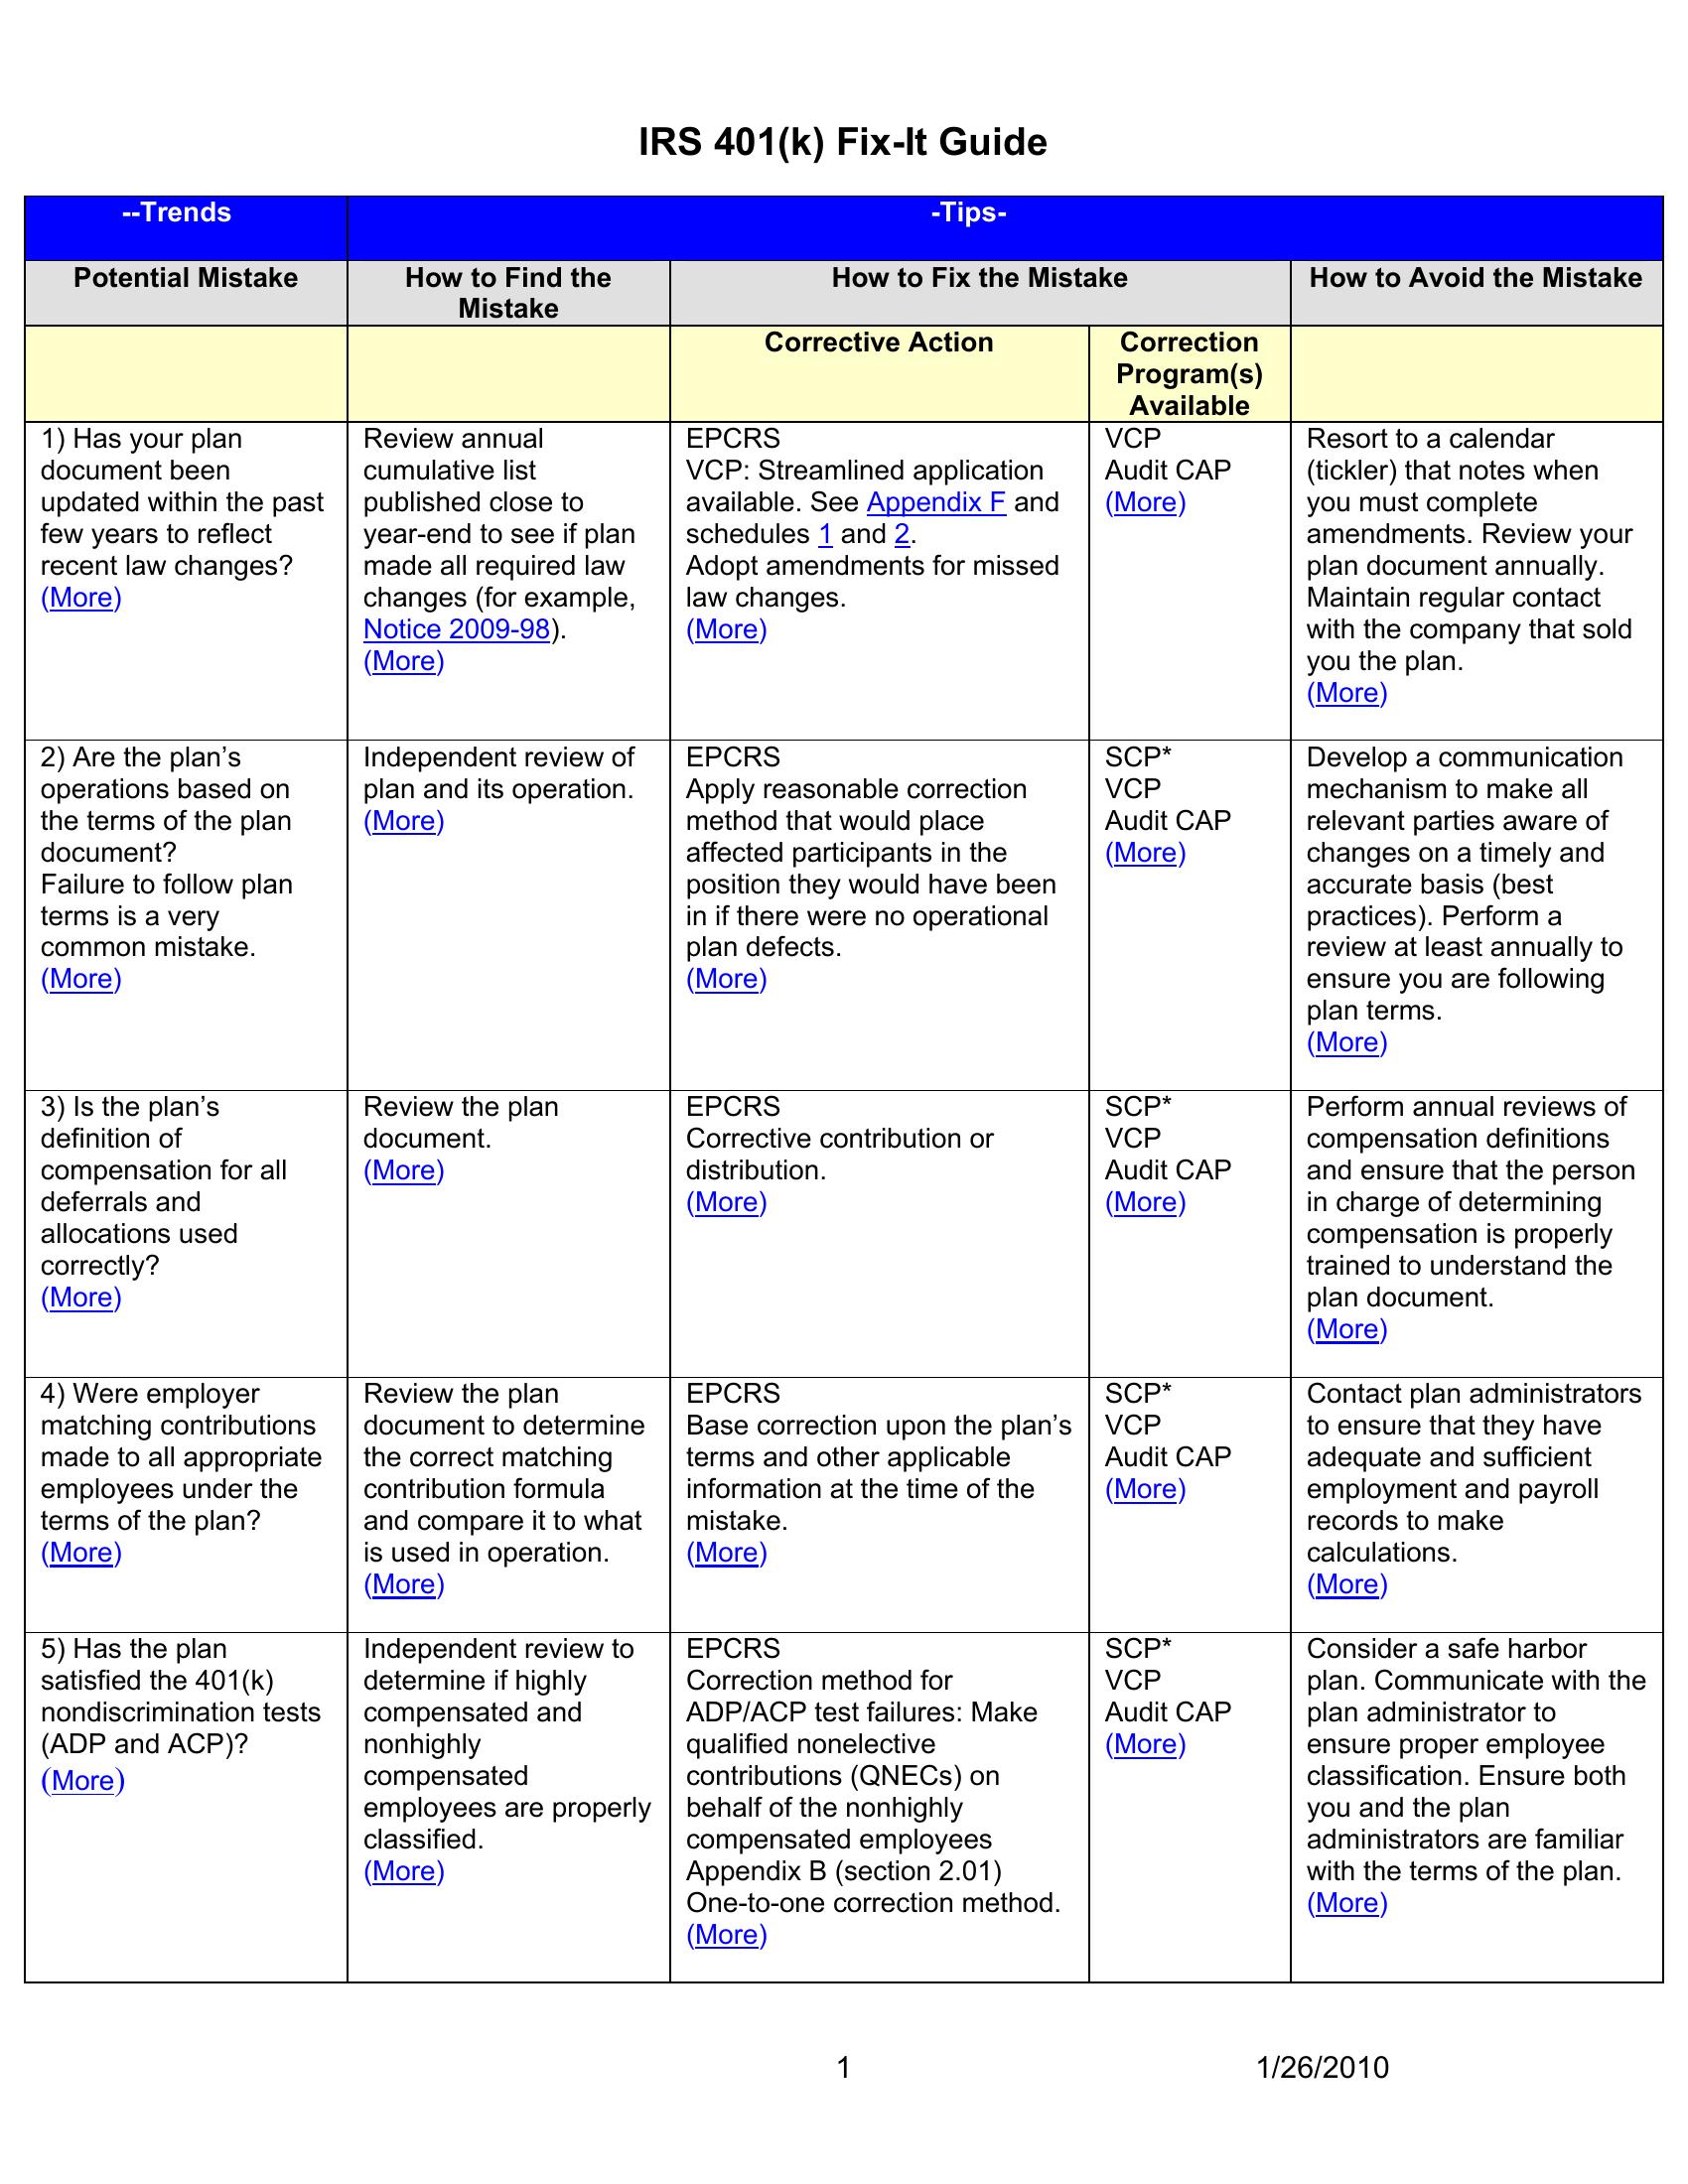 IRS 401(k) Fix-It Guide
--Trends
-Tips-
Potential Mistake
How to Find the
Mistake
How to Fix the Mistake
How to Avoid the Mistake
Corrective Action
Correction
Program(s)
Available
1) Has your plan
document been
updated within the past
few years to reflect
recent law changes?
(More)
Review annual
cumulative list
published close to
year-end to see if plan
made all required law
changes (for example,
Notice 2009-98).
(More)
EPCRS
VCP: Streamlined application
available. See Appendix F and
schedules 1 and 2.
Adopt amendments for missed
law changes.
(More)
VCP
Audit CAP
(More)
Resort to a calendar
(tickler) that notes when
you must complete
amendments. Review your
plan document annually.
Maintain regular contact
with the company that sold
you the plan.
(More)
2) Are the plan’s
operations based on
the terms of the plan
document?
Failure to follow plan
terms is a very
common mistake.
(More)
Independent review of
plan and its operation.
(More)
EPCRS
Apply reasonable correction
method that would place
affected participants in the
position they would have been
in if there were no operational
plan defects.
(More)
SCP*
VCP
Audit CAP
(More)
Develop a communication
mechanism to make all
relevant parties aware of
changes on a timely and
accurate basis (best
practices). Perform a
review at least annually to
ensure you are following
plan terms.
(More)
3) Is the plan’s
definition of
compensation for all
deferrals and
allocations used
correctly?
(More)
Review the plan
document.
(More)
EPCRS
Corrective contribution or
distribution.
(More)
SCP*
VCP
Audit CAP
(More)
Perform annual reviews of
compensation definitions
and ensure that the person
in charge of determining
compensation is properly
trained to understand the
plan document.
(More)
4) Were employer
matching contributions
made to all appropriate
employees under the
terms of the plan?
(More)
Review the plan
document to determine
the correct matching
contribution formula
and compare it to what
is used in operation.
(More)
EPCRS
Base correction upon the plan’s
terms and other applicable
information at the time of the
mistake.
(More)
SCP*
VCP
Audit CAP
(More)
Contact plan administrators
to ensure that they have
adequate and sufficient
employment and payroll
records to make
calculations.
(More)
5) Has the plan
satisfied the 401(k)
nondiscrimination tests
(ADP and ACP)?
(More)
Independent review to
determine if highly
compensated and
nonhighly
compensated
employees are properly
classified.
(More)
EPCRS
Correction method for
ADP/ACP test failures: Make
qualified nonelective
contributions (QNECs) on
behalf of the nonhighly
compensated employees
Appendix B (section 2.01)
One-to-one correction method.
(More)
SCP*
VCP
Audit CAP
(More)
Consider a safe harbor
plan. Communicate with the
plan administrator to
ensure proper employee
classification. Ensure both
you and the plan
administrators are familiar
with the terms of the plan.
(More)
1
1/26/2010